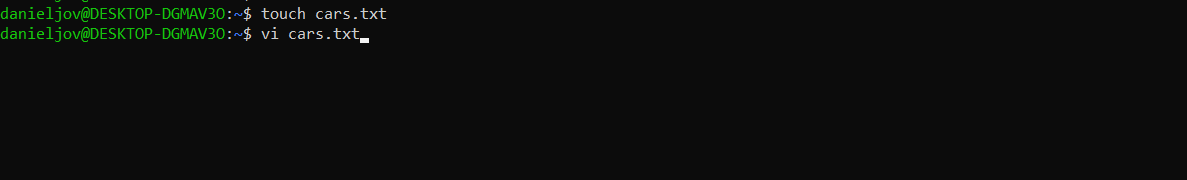 danieljov@DESKTOP-DGMAV3O:~$ touch cars.txt
danieljov@DESKTOP-DGMAV3O:~$ vi cars.txt